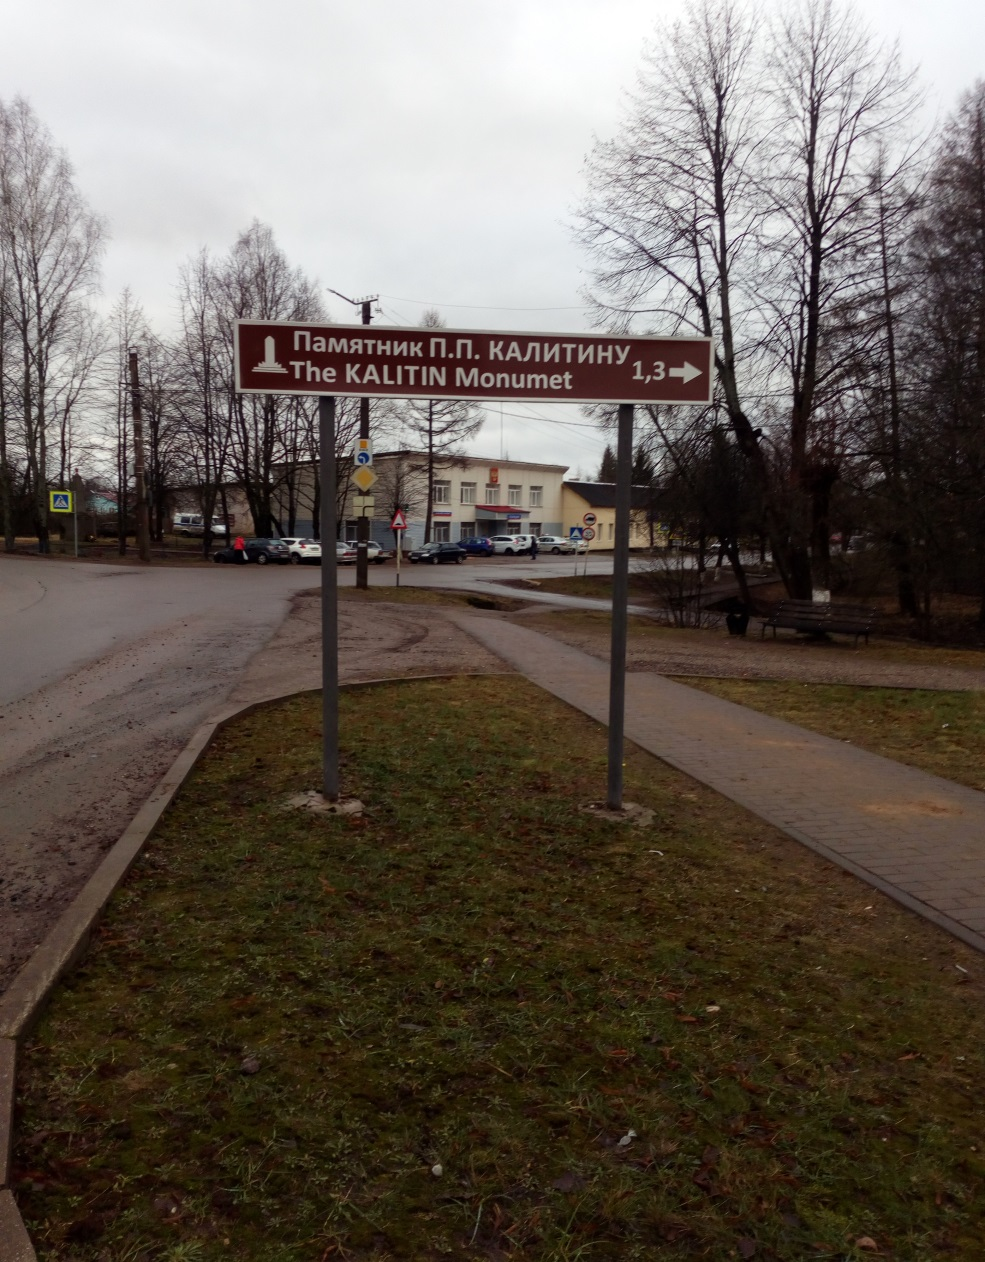 Памятник П.П. КАЛИТИНУ
The KALITIN Monumet
1,3